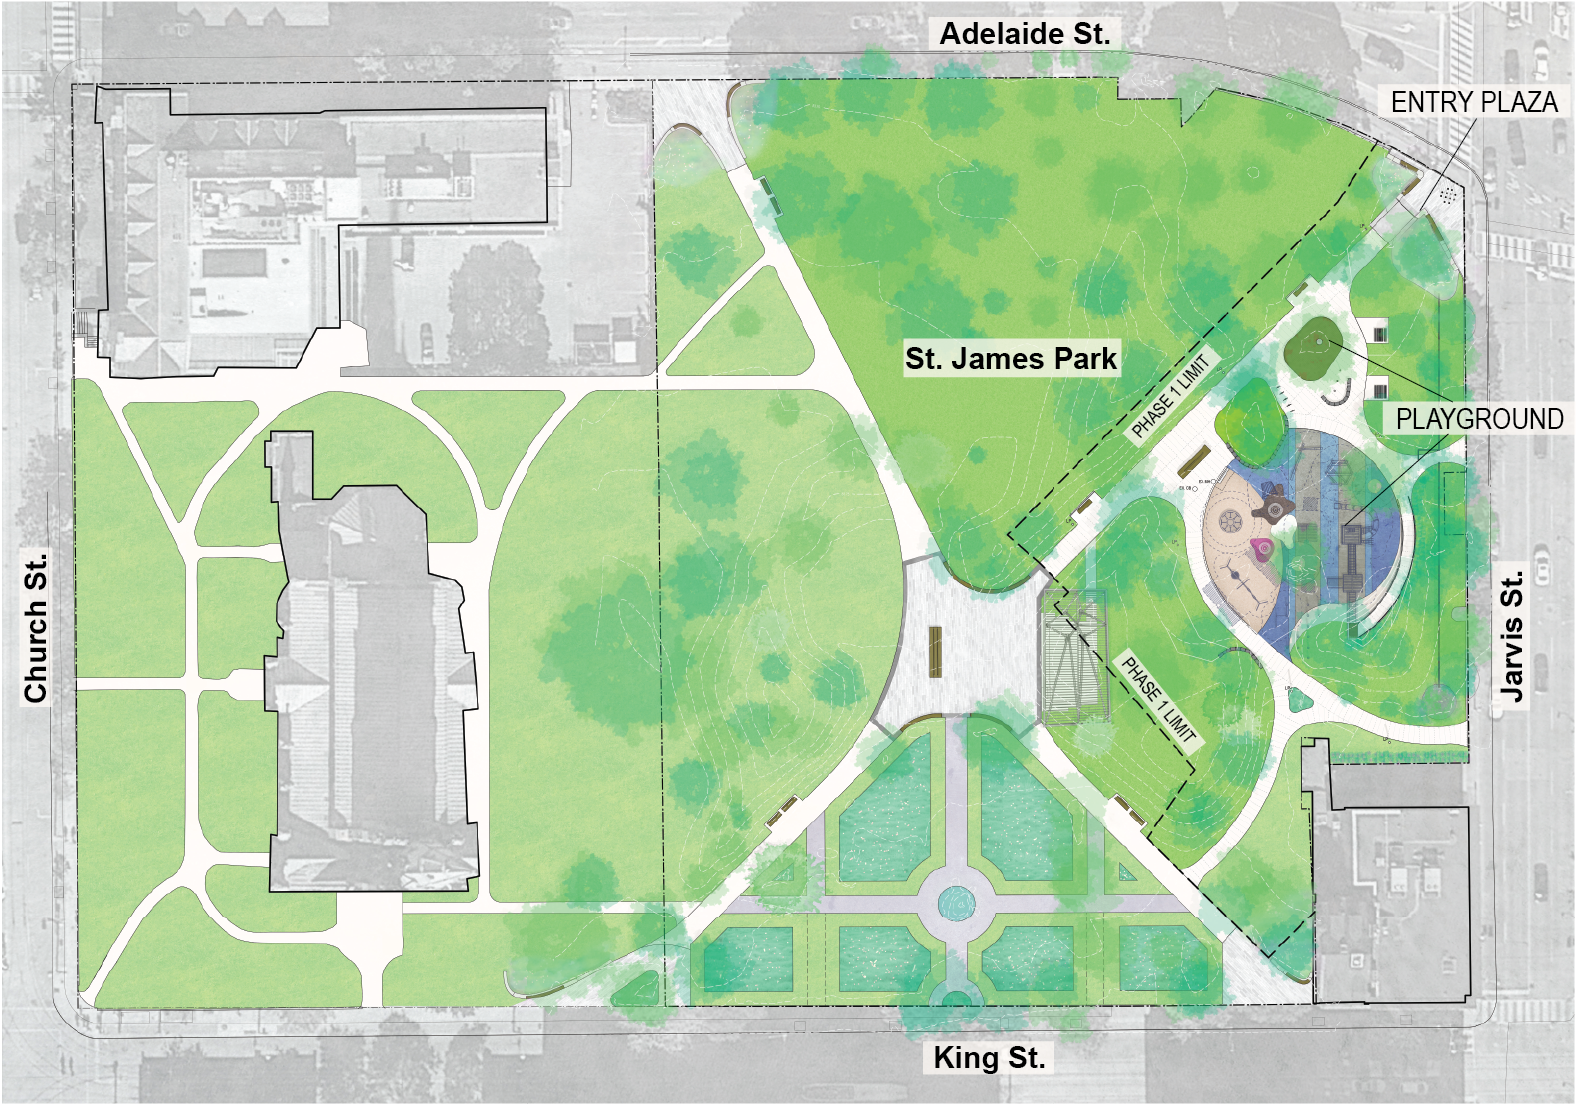 Adelaide St.
ENTRY PLAZA
St. James Park
PHASE 1 LIMIT
PLAYGROUND
Church St.
Jarvis St.
PHASE 1 LIMIT
King St.